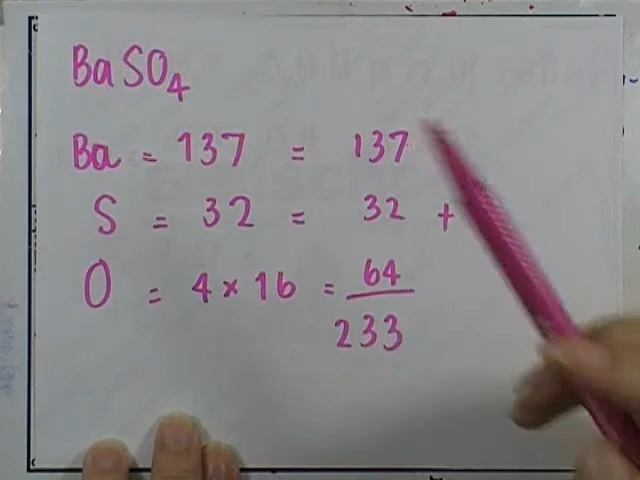 BaSO4
Ba = 137 = 137
S = 32 = 32 +
O = 4 × 16 = 64
233